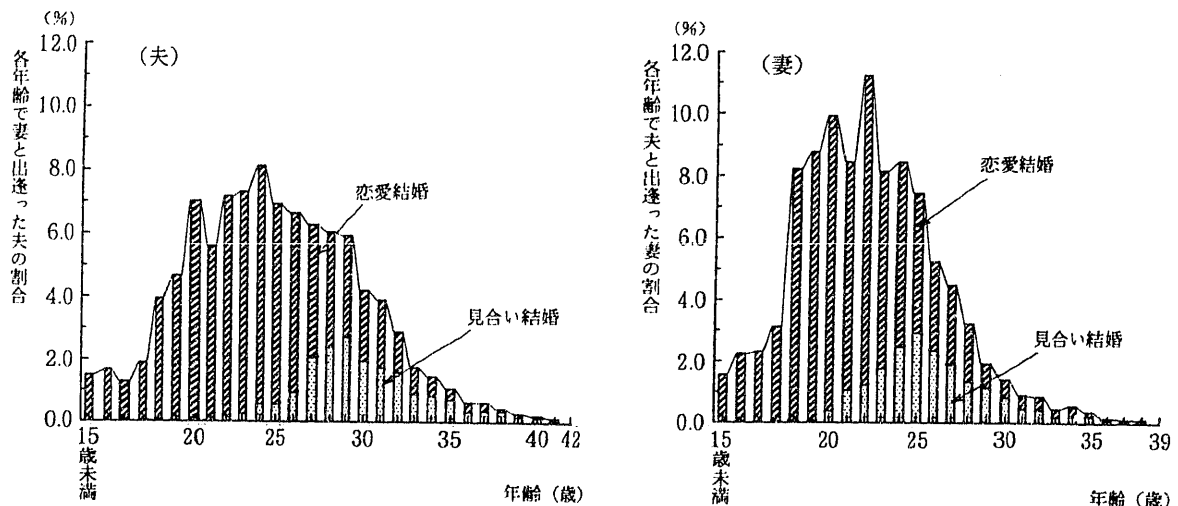 (%)
(夫)
各年齢で妻と出逢った夫の割合
12.0
10.0
8.0
6.0
4.0
2.0
0.0
恋愛結婚
見合い結婚
15 20 25 30 35 40 42
歳未満
年齢(歳)
(%)
(妻)
各年齢で夫と出逢った妻の割合
12.0
10.0
8.0
6.0
4.0
2.0
0.0
恋愛結婚
見合い結婚
15 20 25 30 35 39
歳未満
年齢(歳)